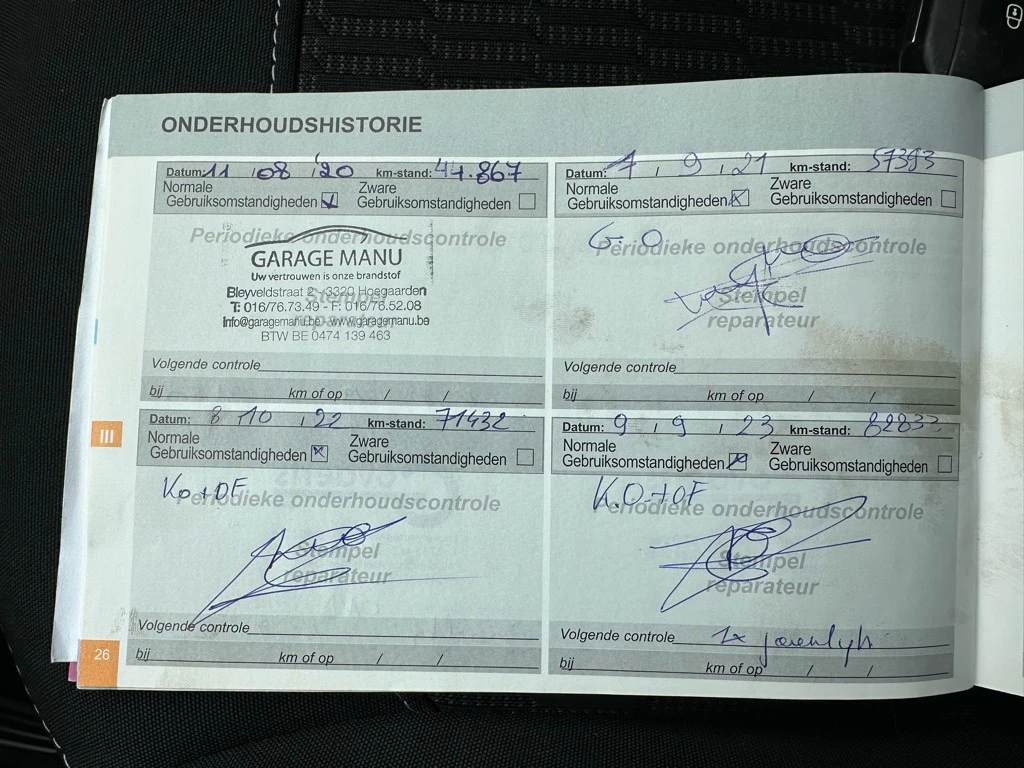 ONDERHOUDSHISTORIE
Datum: 11 / 08 / '20 km-stand: 44.867
Normale Gebruiksomstandigheden Zware Gebruiksomstandigheden
Periodieke onderhoudscontrole
GARAGE MANU
Uw vertrouwen is onze brandstof
Bleyveldstraat 2 - 3320 Hoegaarden
T: 016/76.73.49 - F: 016/76.52.08
info@garagemanu.be - www.garagemanu.be
BTW BE 0474 139 463
Stempel
reparateur
Volgende controle
bij km of op / /
Datum: 7 / 9 / 21 km-stand: 57393
Normale Gebruiksomstandigheden Zware Gebruiksomstandigheden
G.O
Periodieke onderhoudscontrole
Stempel
reparateur
Volgende controle
bij km of op / /
III
Datum: 8 10 / 22 km-stand: 71432
Normale Gebruiksomstandigheden Zware Gebruiksomstandigheden
Ko+OF
Periodieke onderhoudscontrole
Stempel
reparateur
Volgende controle
bij km of op / /
Datum: 9 / 9 / 23 km-stand:
Normale Gebruiksomstandigheden Zware Gebruiksomstandigheden
K.O+OF
Periodieke onderhoudscontrole
Stempel
reparateur
Volgende controle 1x
bij km of op / /
26